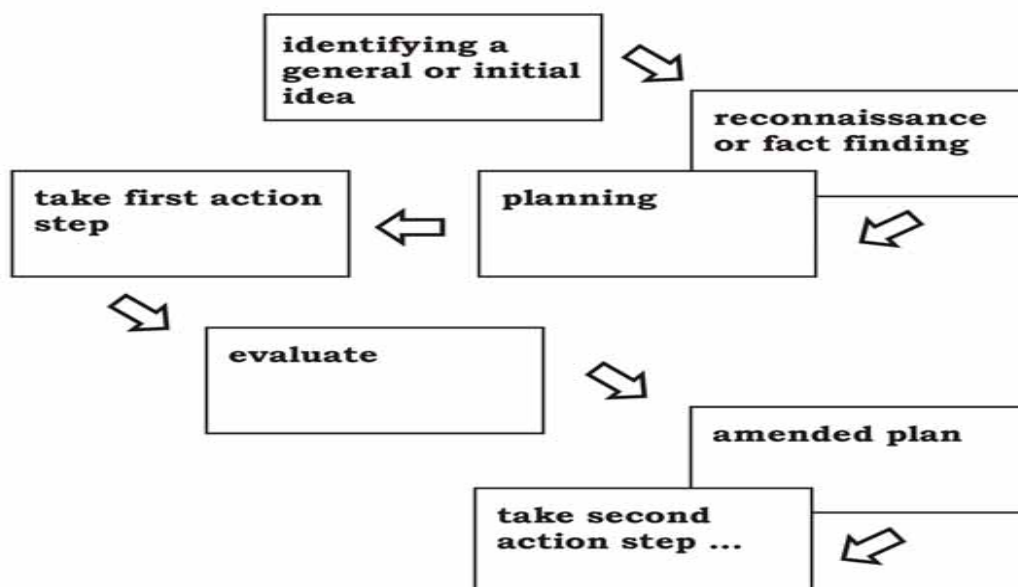 identifying a
general or initial
idea
reconnaissance
or fact finding
planning
take first action
step
evaluate
amended plan
take second
action step ...